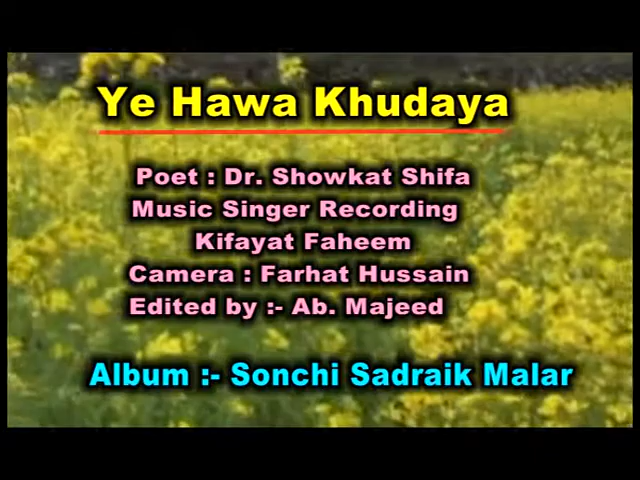 Ye Hawa Khudaya
Poet : Dr. Showkat Shifa
Music Singer Recording
Kifayat Faheem
Camera : Farhat Hussain
Edited by :- Ab. Majeed
Album :- Sonchi Sadraik Malar